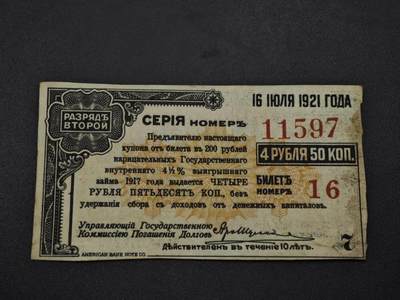 16 ІЮЛЯ 1921 ГОДА
РАЗРЯДЪ
ВТОРОЙ
СЕРІЯ НОМЕРЪ
11597
Предъявителю настоящаго
купона отъ билета въ 200 рублей
нарицательныхъ Государственнаго
внутренняго 4½% выигрышнаго
займа 1917 года выдается ЧЕТЫРЕ
РУБЛЯ ПЯТЬДЕСЯТЪ КОП., безъ
удержанія сбора съ доходовъ отъ денежныхъ капиталовъ.
4 РУБЛЯ 50 КОП.
БИЛЕТЪ
НОМЕРЪ
16
Управляющій Государственною
Коммиссіею Погашенія Долговъ
Дѣйствителенъ въ теченіе 10 лѣтъ.
7
AMERICAN BANK NOTE CO.